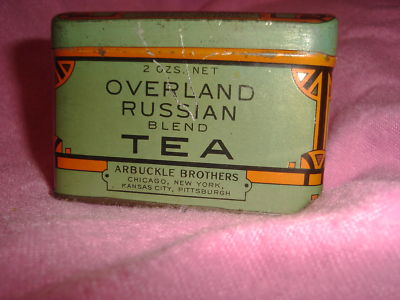 2 OZS. NET
OVERLAND
RUSSIAN
BLEND
TEA
ARBUCKLE BROTHERS
CHICAGO, NEW YORK,
KANSAS CITY, PITTSBURGH